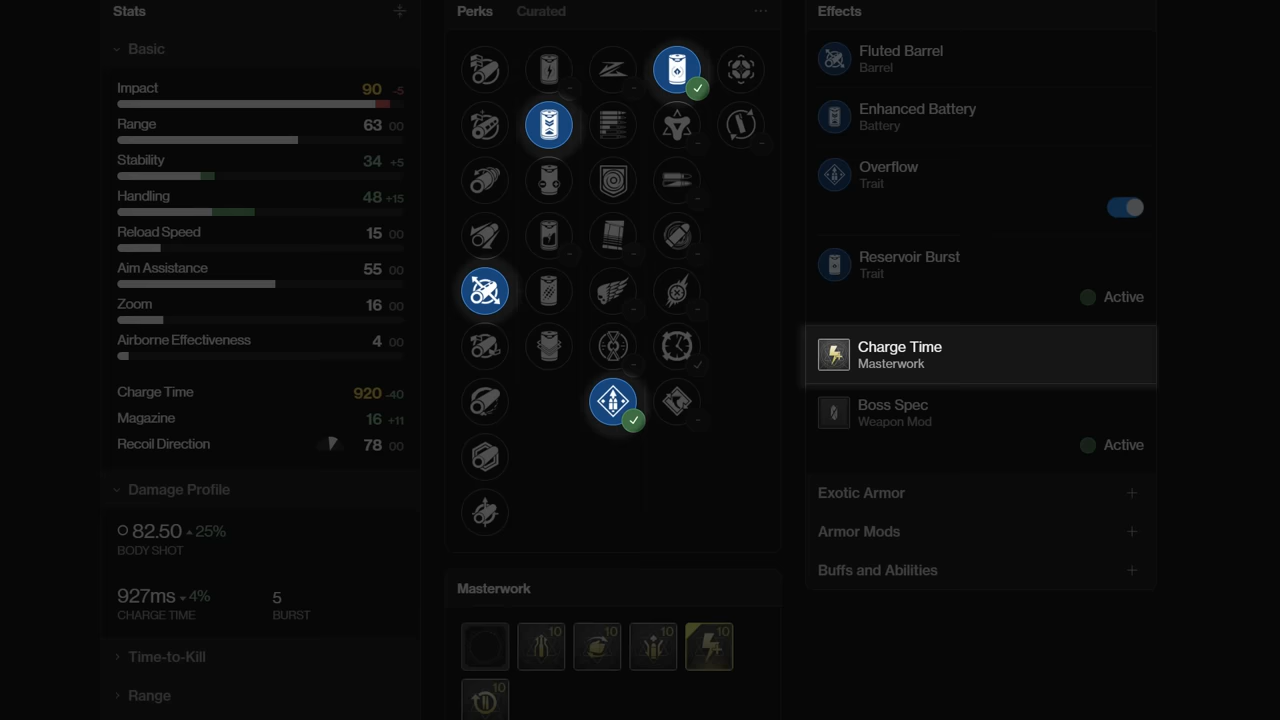 Stats
Basic
Impact 90 -5
Range 63 00
Stability 34 +5
Handling 48 +15
Reload Speed 15 00
Aim Assistance 55 00
Zoom 16 00
Airborne Effectiveness 4 00
Charge Time 920 -40
Magazine 16 +11
Recoil Direction 78 00
Damage Profile
82.50 25%
BODY SHOT
927ms 4% 5
CHARGE TIME BURST
Time-to-Kill
Range
Perks Curated
Masterwork
10 10 10 10
10
Effects
Fluted Barrel
Barrel
Enhanced Battery
Battery
Overflow
Trait
Reservoir Burst
Trait
Active
Charge Time
Masterwork
Boss Spec
Weapon Mod
Active
Exotic Armor
Armor Mods
Buffs and Abilities